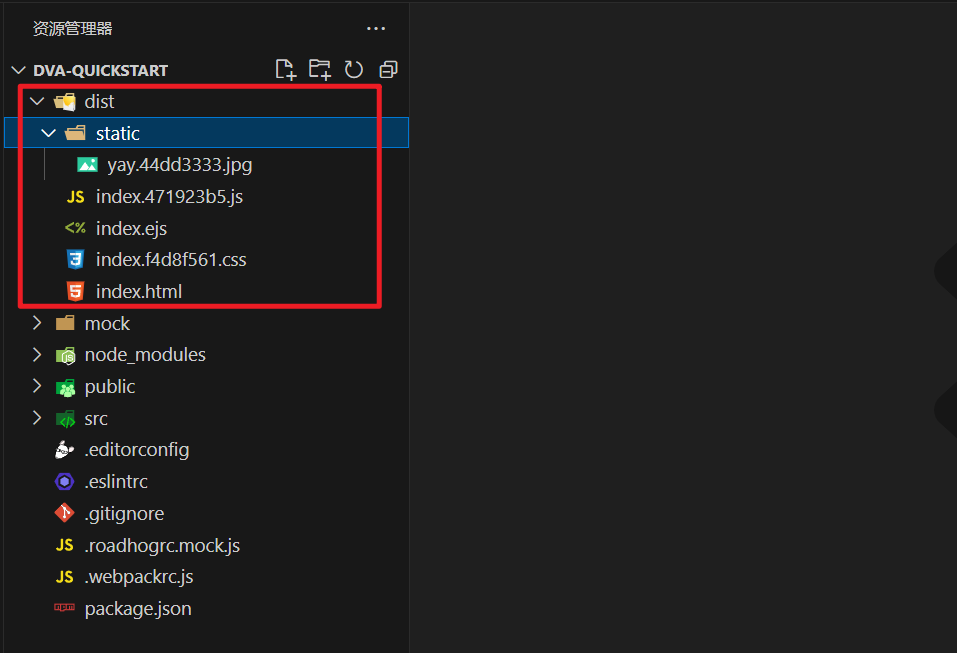 资源管理器
DVA-QUICKSTART
dist
static
yay.44dd3333.jpg
JS index.471923b5.js
<% index.ejs
index.f4d8f561.css
index.html
mock
node_modules
public
src
.editorconfig
.eslintrc
.gitignore
JS .roadhogrc.mock.js
JS .webpackrc.js
npm package.json